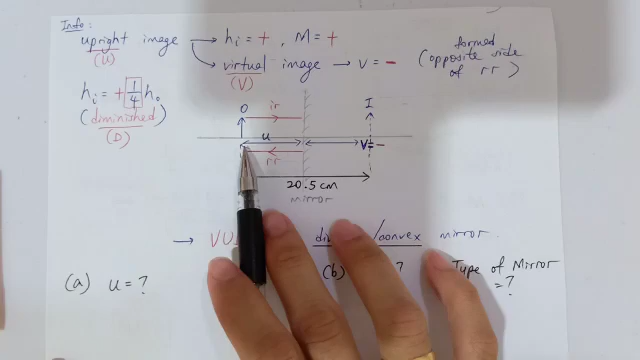 Info:
upright image → hi = + , M = +
(U)
virtual image → v = -
(V)
formed
(opposite side
of rr)
hi = + 1/4 ho
(diminished)
(D)
O
ir
I
u
V = -
rr
20.5 cm
mirror
→ VU
/convex mirror.
(a) u = ?
(b) ?
Type of Mirror
= ?